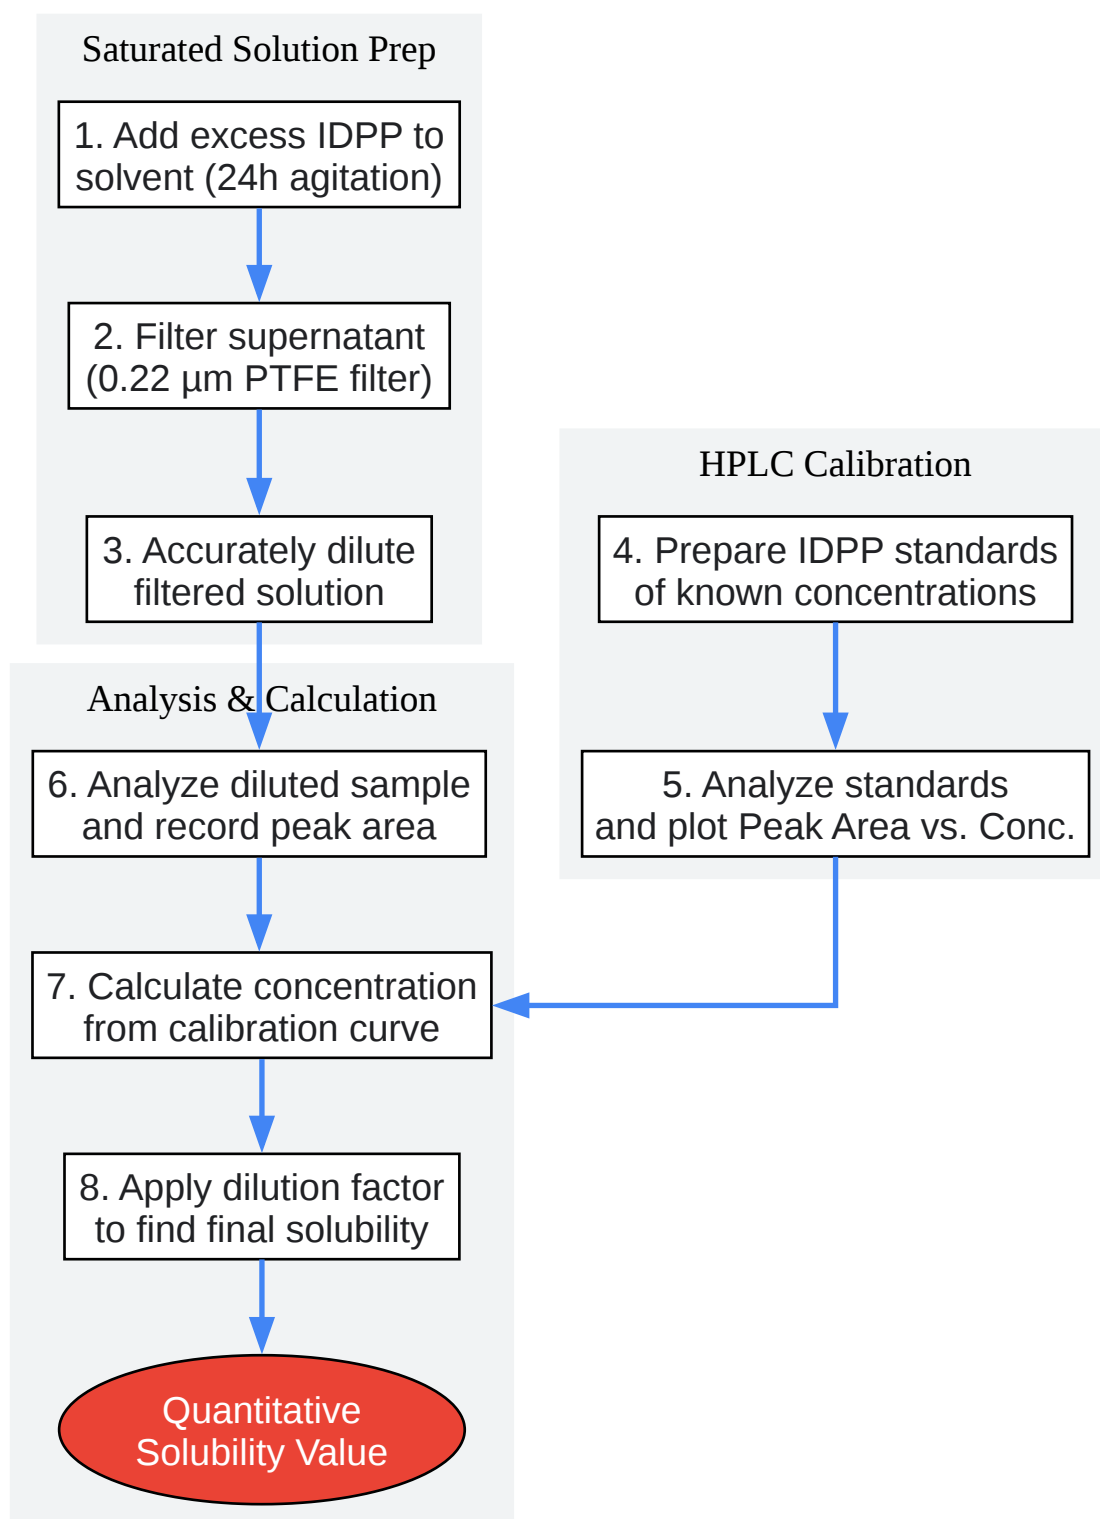 Saturated Solution Prep
1. Add excess IDPP to
solvent (24h agitation)
2. Filter supernatant
(0.22 µm PTFE filter)
3. Accurately dilute
filtered solution
HPLC Calibration
4. Prepare IDPP standards
of known concentrations
5. Analyze standards
and plot Peak Area vs. Conc.
Analysis & Calculation
6. Analyze diluted sample
and record peak area
7. Calculate concentration
from calibration curve
8. Apply dilution factor
to find final solubility
Quantitative
Solubility Value